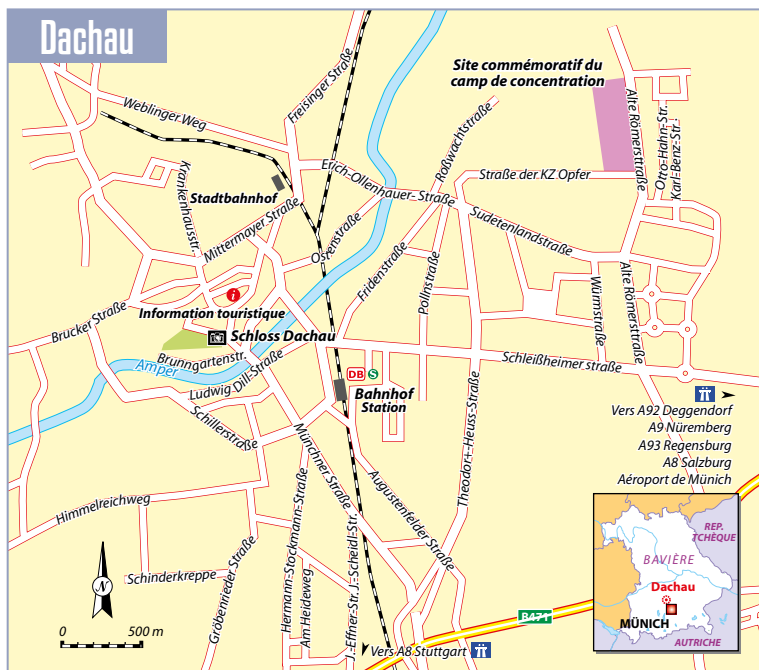 Dachau
Site commémoratif du
camp de concentration
Freisinger Straße
Weblinger Weg
Roßwachtstraße
Alte Römersttraße
Otto-Hahn-Str.
Karl-Benz-Str.
Krankenhausstr.
Stadtbahnhof
Erich-Ollenhauer-Straße
Straße der KZ Opfer
Mittermayer Straße
Ostenstraße
Sudetenlandstraße
Fridenstraße
Pollnstraße
Wurmstraße
Alte Römersttraße
i
Information touristique
Brucker Straße
Schloss Dachau
Brunngartenstr.
Amper
Ludwig Dill-Straße
Schleißheimer straße
DB S
Bahnhof
Station
Schillerstraße
Vers A92 Deggendorf
A9 Nüremberg
A93 Regensburg
A8 Salzburg
Aéroport de Münich
Münchner Straße
Theodor+-Heuss-Straße
Himmelreichweg
Augustenfelder Straße
Hermann-Stockmann-Straße
Schinderkreppe
Gröbenrieder Straße
Am Heideweg
J.-Effner-Str.
J.-Scheidl-Str.
N
0 500 m
B471
Vers A8 Stuttgart
REP.
TCHÈQUE
BAVIÈRE
Dachau
MÜNICH
AUTRICHE